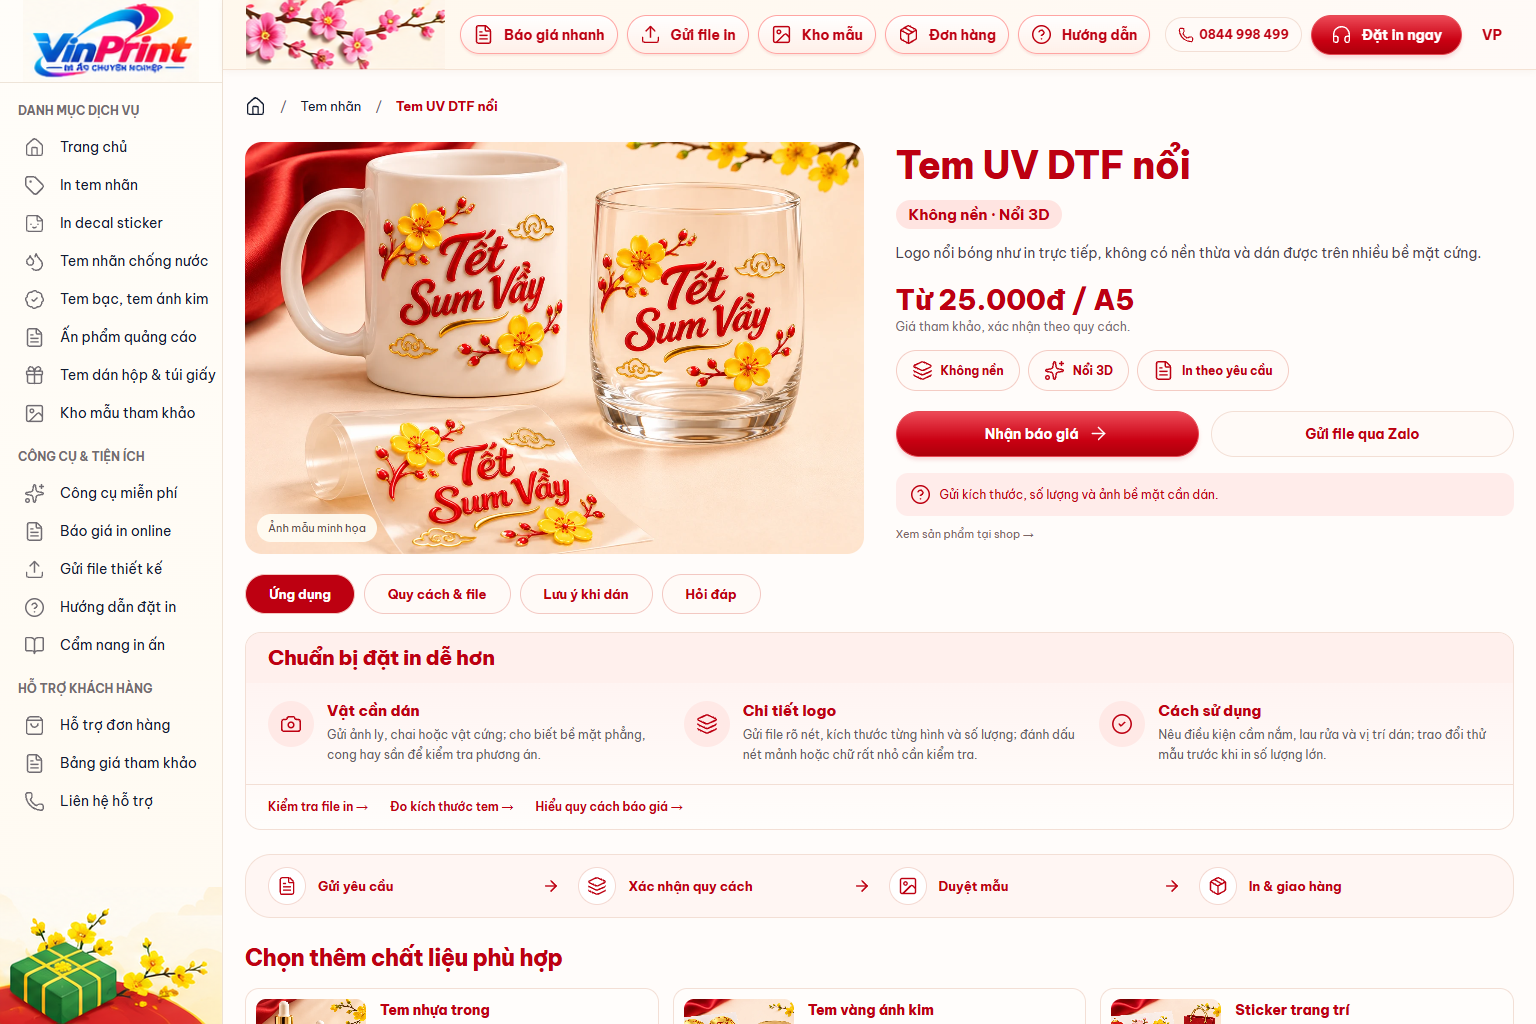 VinPrint
IN ẤN CHUYÊN NGHIỆP
Báo giá nhanh
Gửi file in
Kho mẫu
Đơn hàng
Hướng dẫn
0844 998 499
Đặt in ngay
VP
DANH MỤC DỊCH VỤ
Trang chủ
In tem nhãn
In decal sticker
Tem nhãn chống nước
Tem bạc, tem ánh kim
Ấn phẩm quảng cáo
Tem dán hộp & túi giấy
Kho mẫu tham khảo
CÔNG CỤ & TIỆN ÍCH
Công cụ miễn phí
Báo giá in online
Gửi file thiết kế
Hướng dẫn đặt in
Cẩm nang in ấn
HỖ TRỢ KHÁCH HÀNG
Hỗ trợ đơn hàng
Bảng giá tham khảo
Liên hệ hỗ trợ
/ Tem nhãn / Tem UV DTF nổi
Tết
Sum Vầy
Tết
Sum Vầy
Tết
Sum Vầy
Ảnh mẫu minh họa
Tem UV DTF nổi
Không nền · Nổi 3D
Logo nổi bóng như in trực tiếp, không có nền thừa và dán được trên nhiều bề mặt cứng.
Từ 25.000đ / A5
Giá tham khảo, xác nhận theo quy cách.
Không nền
Nổi 3D
In theo yêu cầu
Nhận báo giá →
Gửi file qua Zalo
Gửi kích thước, số lượng và ảnh bề mặt cần dán.
Xem sản phẩm tại shop →
Ứng dụng
Quy cách & file
Lưu ý khi dán
Hỏi đáp
Chuẩn bị đặt in dễ hơn
Vật cần dán
Gửi ảnh ly, chai hoặc vật cứng; cho biết bề mặt phẳng,
cong hay sần để kiểm tra phương án.
Chi tiết logo
Gửi file rõ nét, kích thước từng hình và số lượng; đánh dấu
nét mảnh hoặc chữ rất nhỏ cần kiểm tra.
Cách sử dụng
Nêu điều kiện cầm nắm, lau rửa và vị trí dán; trao đổi thử
mẫu trước khi in số lượng lớn.
Kiểm tra file in →
Đo kích thước tem →
Hiểu quy cách báo giá →
Gửi yêu cầu
→
Xác nhận quy cách
→
Duyệt mẫu
→
In & giao hàng
Chọn thêm chất liệu phù hợp
Tem nhựa trong
Tem vàng ánh kim
Sticker trang trí